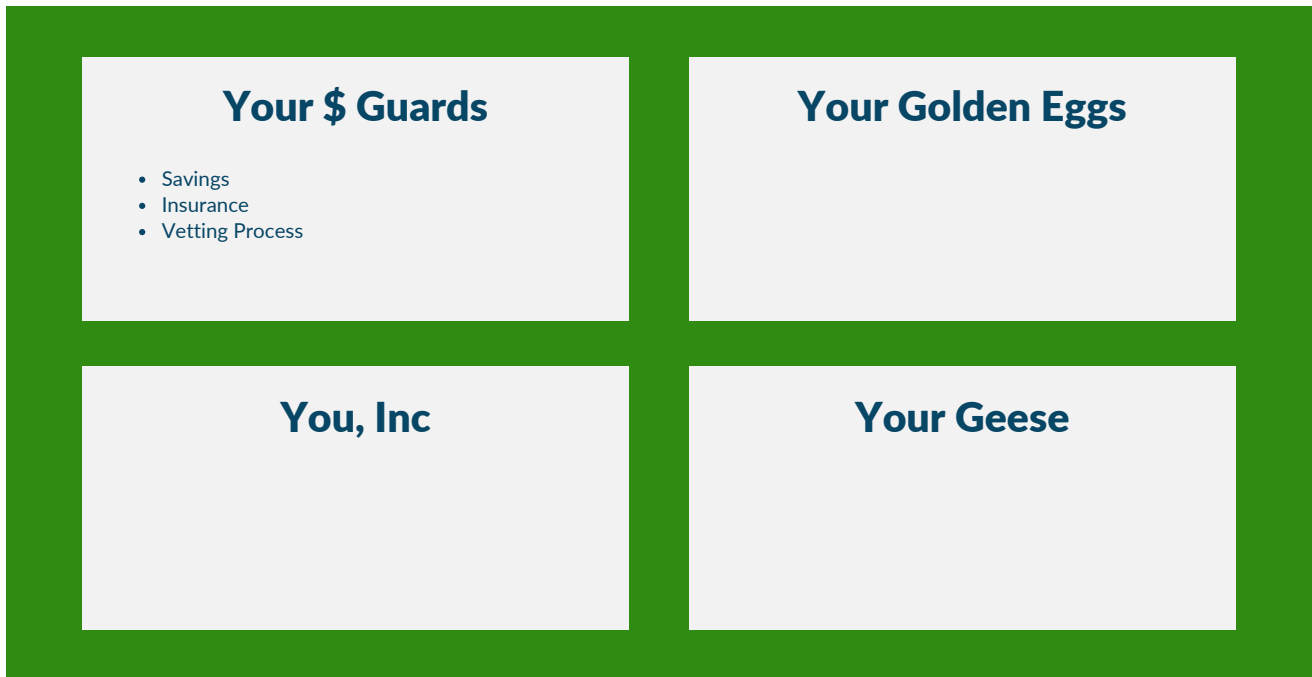 Your $ Guards
• Savings
• Insurance
• Vetting Process
Your Golden Eggs
You, Inc
Your Geese